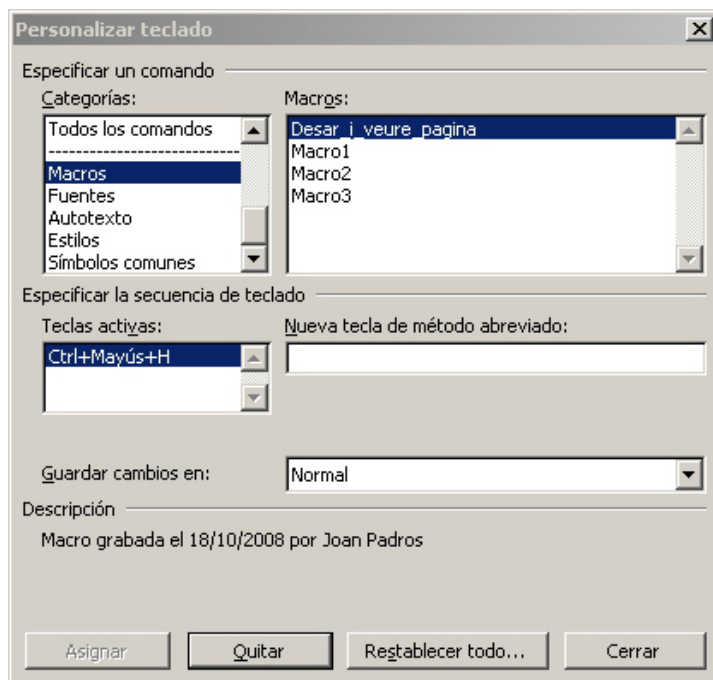 Personalizar teclado
Especificar un comando
Categorías:
Macros:
Todos los comandos
---------------------------
Macros
Fuentes
Autotexto
Estilos
Símbolos comunes
Desar_i_veure_pagina
Macro1
Macro2
Macro3
Especificar la secuencia de teclado
Teclas activas:
Nueva tecla de método abreviado:
Ctrl+Mayús+H
Guardar cambios en:
Normal
Descripción
Macro grabada el 18/10/2008 por Joan Padros
Asignar
Quitar
Restablecer todo...
Cerrar